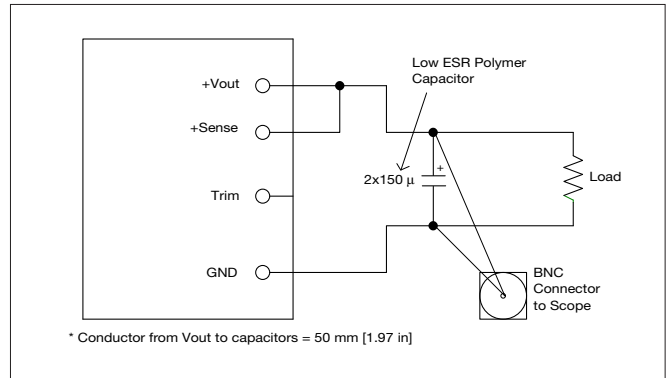 Low ESR Polymer
Capacitor
+Vout
+Sense
+
2x150 µ
Load
Trim
GND
BNC
Connector
to Scope
* Conductor from Vout to capacitors = 50 mm [1.97 in]